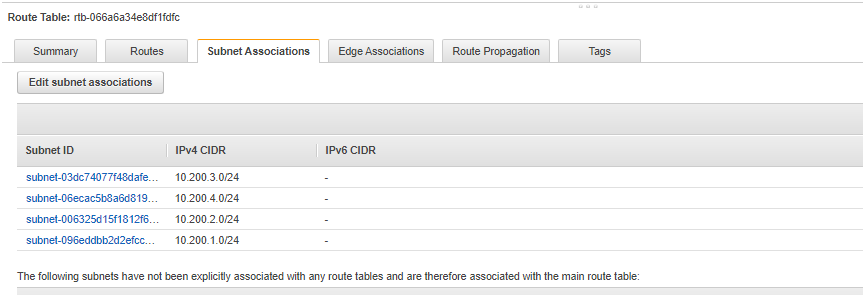 Route Table: rtb-066a6a34e8df1fdfc
Summary Routes Subnet Associations Edge Associations Route Propagation Tags
Edit subnet associations
Subnet ID IPv4 CIDR IPv6 CIDR
subnet-03dc74077f48dafe... 10.200.3.0/24 -
subnet-06ecac5b8a6d819... 10.200.4.0/24 -
subnet-006325d15f1812f6... 10.200.2.0/24 -
subnet-096eddbb2d2efcc... 10.200.1.0/24 -
The following subnets have not been explicitly associated with any route tables and are therefore associated with the main route table: